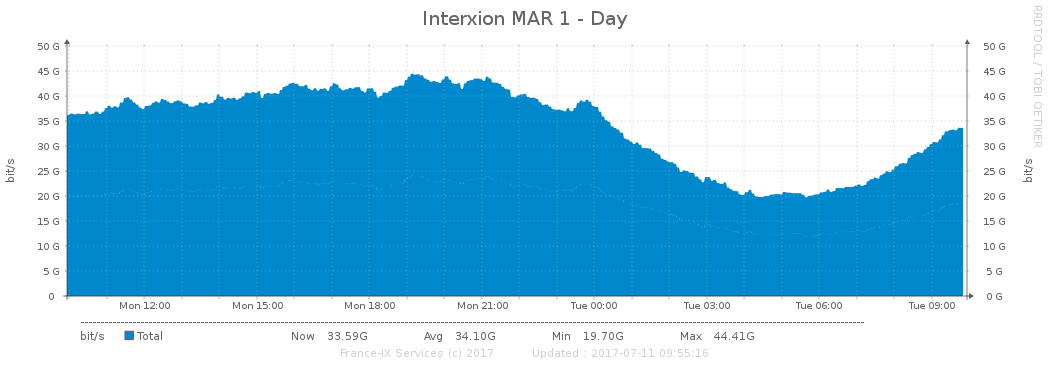 Interxion MAR 1 - Day
RRDTOOL / TOBI OETIKER
bit/s
bit/s
50 G 50 G
45 G 45 G
40 G 40 G
35 G 35 G
30 G 30 G
25 G 25 G
20 G 20 G
15 G 15 G
10 G 10 G
5 G 5 G
0 0 G
Mon 12:00 Mon 15:00 Mon 18:00 Mon 21:00 Tue 00:00 Tue 03:00 Tue 06:00 Tue 09:00
bit/s Total Now 33.59G Avg 34.10G Min 19.70G Max 44.41G
France-IX Services (c) 2017 Updated : 2017-07-11 09:55:16